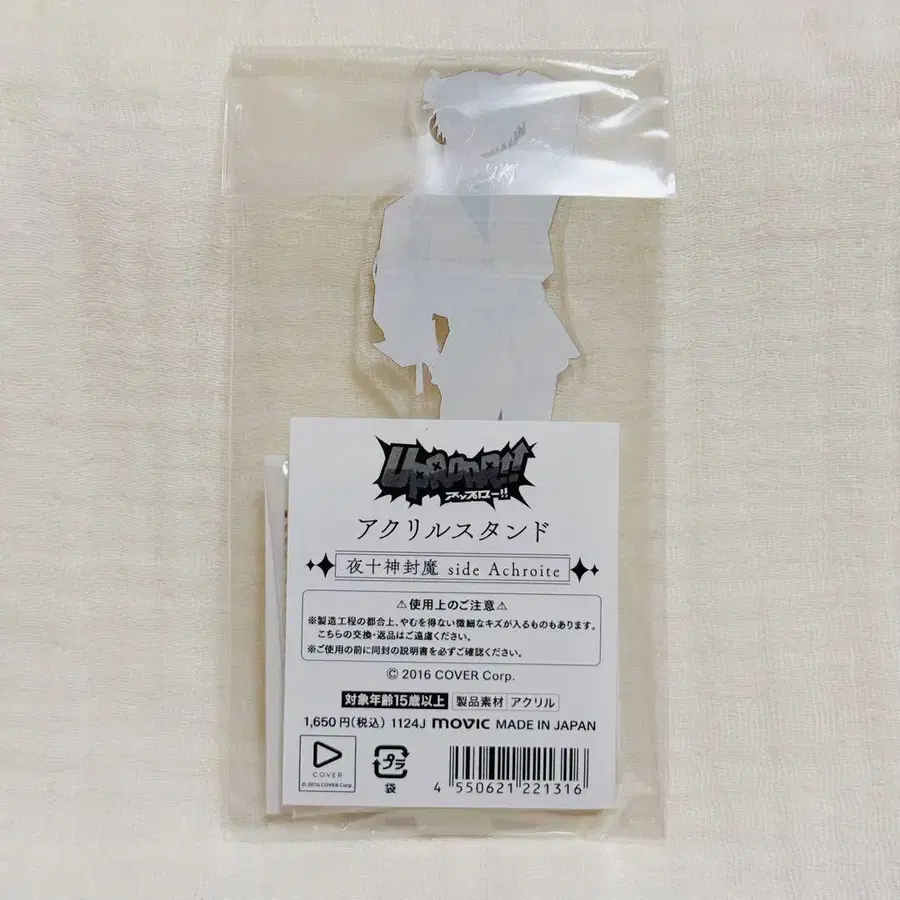 UPROAR!!
アップロー!!
アクリルスタンド
夜十神封魔 side Achroite
⚠使用上のご注意⚠
※製造工程の都合上、やむを得ない微細なキズが入るものもあります。
こちらの交換・返品はご遠慮ください。
※ご使用の前に同封の説明書を必ずご確認ください。
© 2016 COVER Corp.
対象年齢15歳以上 製品素材 アクリル
1,650円(税込) 1124J movic MADE IN JAPAN
COVER
© 2016 COVER Corp.
プラ
袋
4 550621 221316